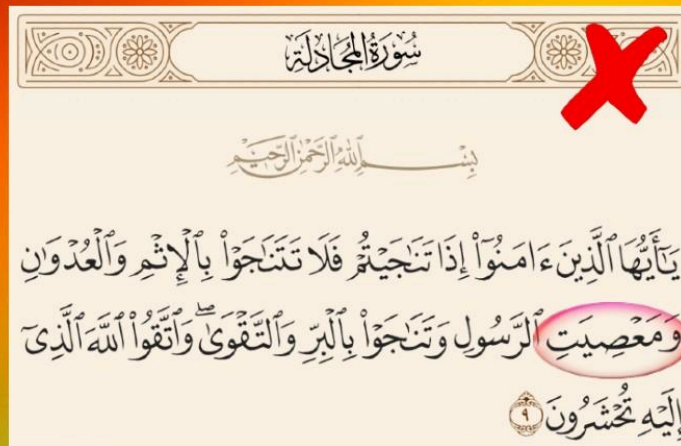 سُورَةُ المُجَادلَةِ
بِسْمِ ٱللَّهِ ٱلرَّحْمَٰنِ ٱلرَّحِيمِ
يَٰٓأَيُّهَا ٱلَّذِينَ ءَامَنُوٓاْ إِذَا تَنَٰجَيۡتُمۡ فَلَا تَتَنَٰجَوۡاْ بِٱلۡإِثۡمِ وَٱلۡعُدۡوَٰنِ
وَمَعۡصِيَتِ ٱلرَّسُولِ وَتَنَٰجَوۡاْ بِٱلۡبِرِّ وَٱلتَّقۡوَىٰۖ وَٱتَّقُواْ ٱللَّهَ ٱلَّذِيٓ
إِلَيۡهِ تُحۡشَرُونَ ٩